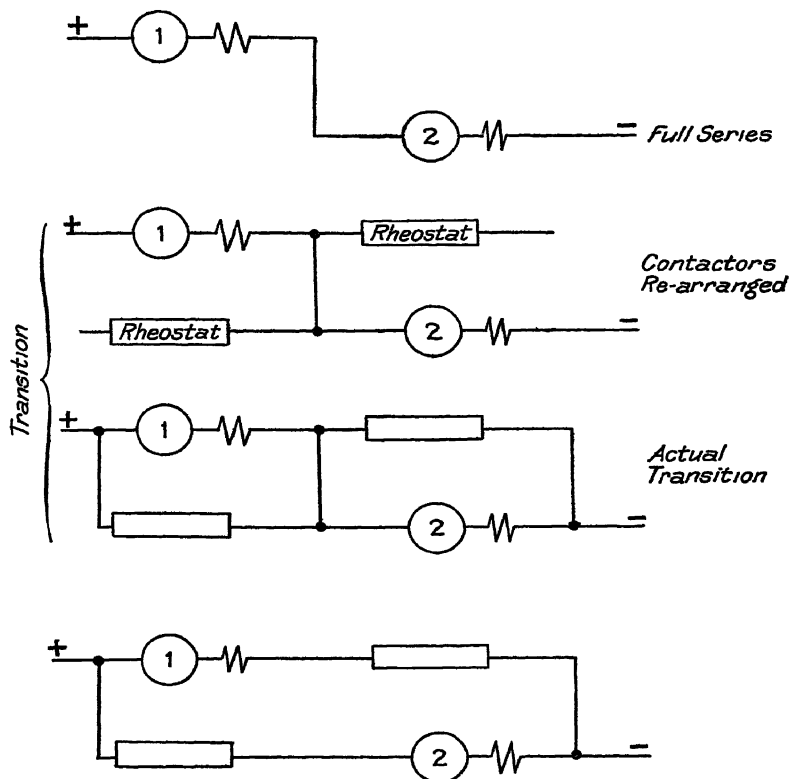 + 1
2 − Full Series
Transition
+ 1 Rheostat
Contactors
Re-arranged
Rheostat 2 −
+ 1
Actual
Transition
2 −
+ 1
2 −